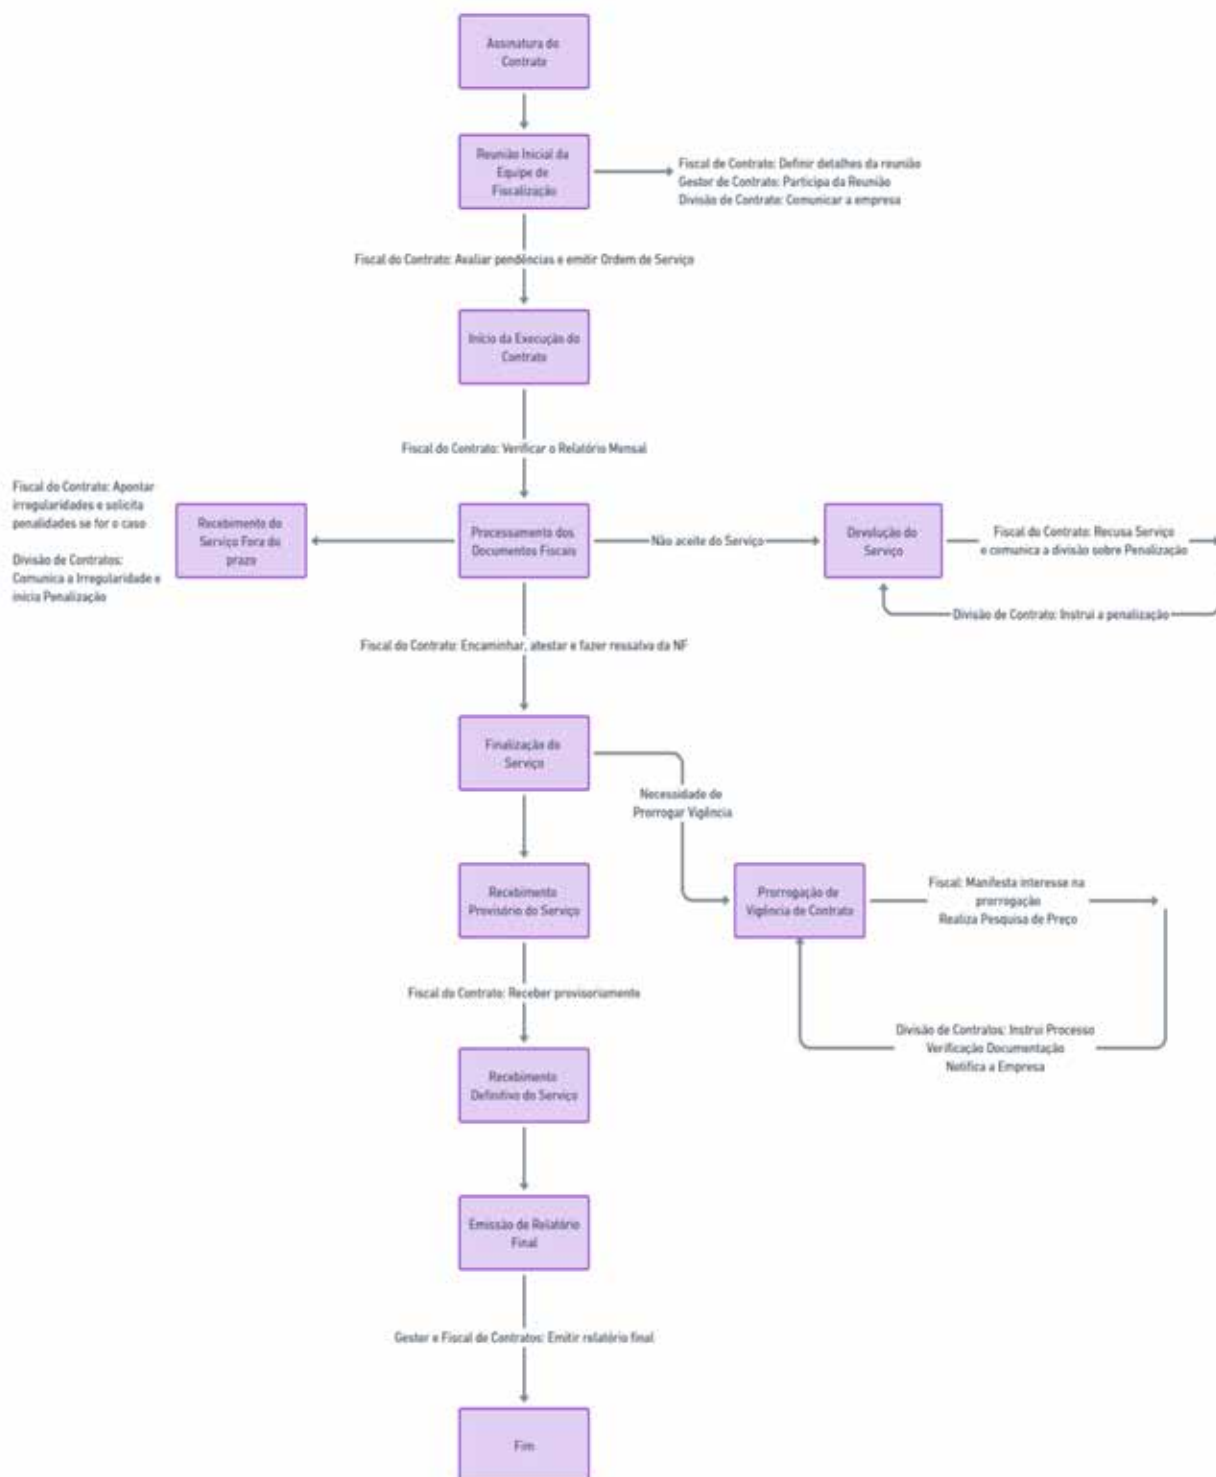 Assinatura do
Contrato
Reunião Inicial da
Equipe de
Fiscalização
Fiscal de Contrato: Definir detalhes da reunião
Gestor de Contrato: Participa da Reunião
Divisão de Contrato: Comunicar a empresa
Fiscal do Contrato: Avaliar pendências e emitir Ordem de Serviço
Início da Execução do
Contrato
Fiscal do Contrato: Verificar o Relatório Mensal
Fiscal do Contrato: Apontar
irregularidades e solicita
penalidades se for o caso
Divisão de Contratos:
Comunica a Irregularidade e
inicia Penalização
Recebimento do
Serviço Fora do
prazo
Processamento dos
Documentos Fiscais
Não aceite do Serviço
Devolução do
Serviço
Fiscal do Contrato: Recusa Serviço
e comunica a divisão sobre Penalização
Divisão de Contrato: Instrui a penalização
Fiscal do Contrato: Encaminhar, atestar e fazer ressalva da NF
Finalização do
Serviço
Necessidade de
Prorrogar Vigência
Recebimento
Provisório do Serviço
Prorrogação de
Vigência de Contrato
Fiscal: Manifesta interesse na
prorrogação
Realiza Pesquisa de Preço
Fiscal do Contrato: Receber provisoriamente
Divisão de Contratos: Instrui Processo
Verificação Documentação
Notifica a Empresa
Recebimento
Definitivo do Serviço
Emissão de Relatório
Final
Gestor e Fiscal de Contratos: Emitir relatório final
Fim